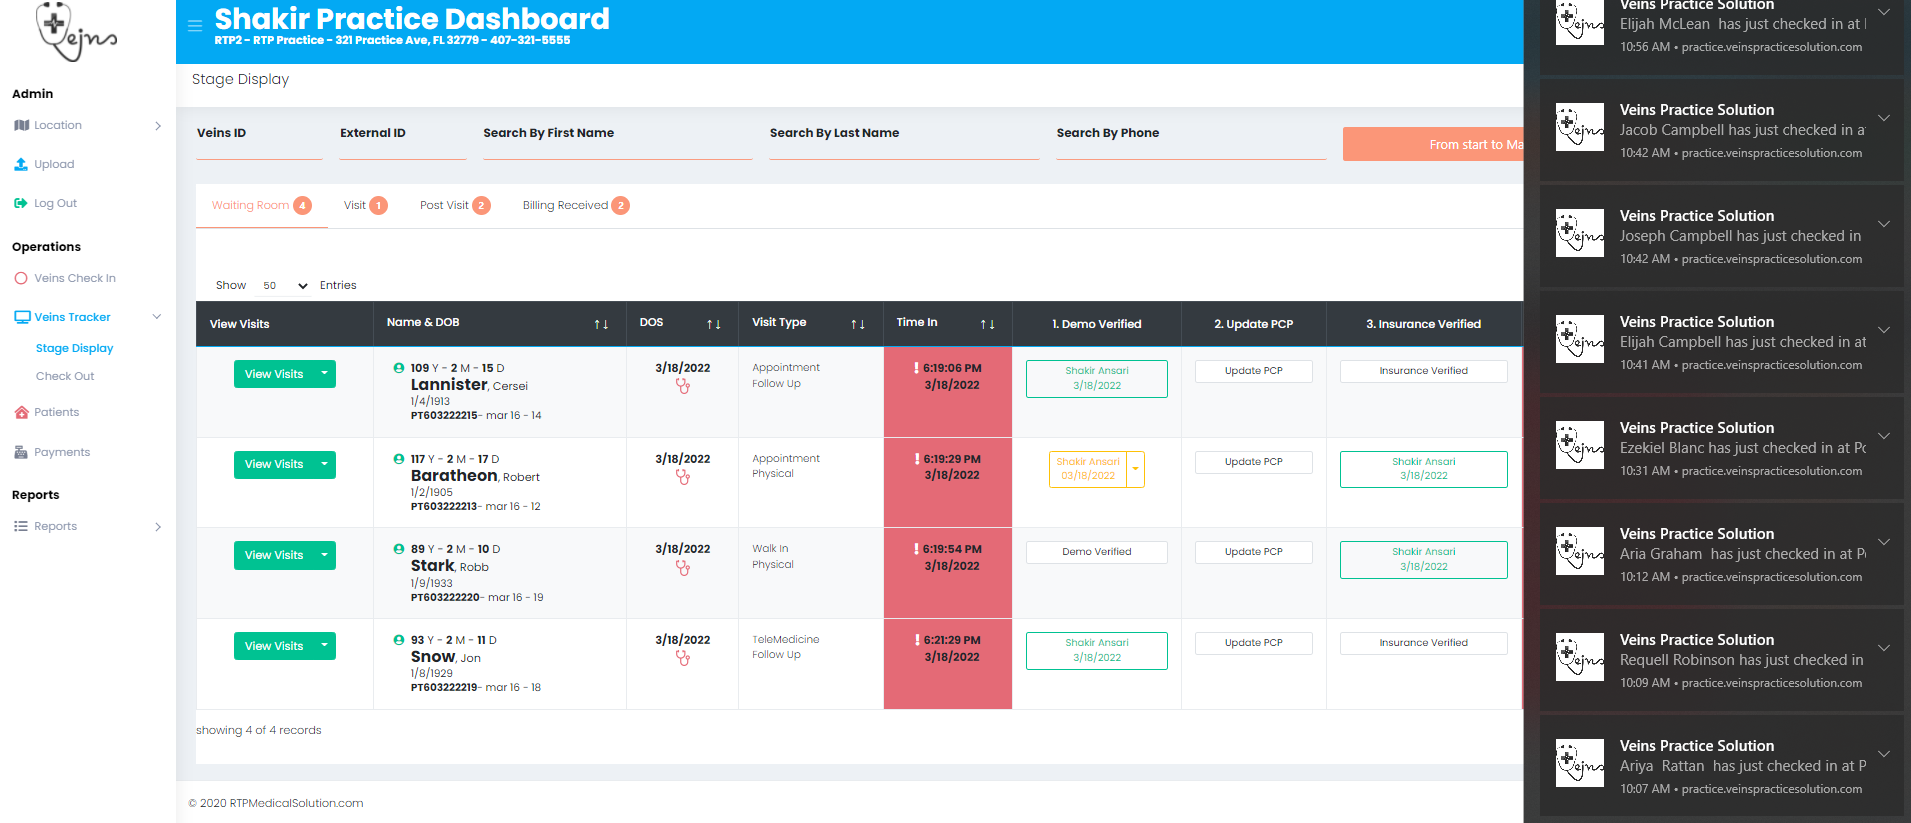 Vejns
Admin
Location
Upload
Log Out
Operations
Veins Check In
Veins Tracker
Stage Display
Check Out
Patients
Payments
Reports
Reports
Shakir Practice Dashboard
RTP2 - RTP Practice - 321 Practice Ave, FL 32779 - 407-321-5555
Stage Display
Veins ID External ID Search By First Name Search By Last Name Search By Phone
From start to
Waiting Room 4 Visit 1 Post Visit 2 Billing Received 2
Show 50 Entries
View Visits Name & DOB DOS Visit Type Time In 1. Demo Verified 2. Update PCP 3. Insurance Verified
View Visits
109 Y - 2 M - 15 D
Lannister, Cersei
1/4/1913
PT603222215- mar 16 - 14
3/18/2022
Appointment
Follow Up
6:19:06 PM
3/18/2022
Shakir Ansari
3/18/2022
Update PCP
Insurance Verified
View Visits
117 Y - 2 M - 17 D
Baratheon, Robert
1/2/1905
PT603222213- mar 16 - 12
3/18/2022
Appointment
Physical
6:19:29 PM
3/18/2022
Shakir Ansari
03/18/2022
Update PCP
Shakir Ansari
3/18/2022
View Visits
89 Y - 2 M - 10 D
Stark, Robb
1/9/1933
PT603222220- mar 16 - 19
3/18/2022
Walk In
Physical
6:19:54 PM
3/18/2022
Demo Verified
Update PCP
Shakir Ansari
3/18/2022
View Visits
93 Y - 2 M - 11 D
Snow, Jon
1/8/1929
PT603222219- mar 16 - 18
3/18/2022
TeleMedicine
Follow Up
6:21:29 PM
3/18/2022
Shakir Ansari
3/18/2022
Update PCP
Insurance Verified
showing 4 of 4 records
© 2020 RTPMedicalSolution.com
Veins Practice Solution
Elijah McLean has just checked in at
10:56 AM • practice.veinspracticesolution.com
Veins Practice Solution
Jacob Campbell has just checked in at
10:42 AM • practice.veinspracticesolution.com
Veins Practice Solution
Joseph Campbell has just checked in
10:42 AM • practice.veinspracticesolution.com
Veins Practice Solution
Elijah Campbell has just checked in at
10:41 AM • practice.veinspracticesolution.com
Veins Practice Solution
Ezekiel Blanc has just checked in at
10:31 AM • practice.veinspracticesolution.com
Veins Practice Solution
Aria Graham has just checked in at
10:12 AM • practice.veinspracticesolution.com
Veins Practice Solution
Requell Robinson has just checked in
10:09 AM • practice.veinspracticesolution.com
Veins Practice Solution
Ariya Rattan has just checked in at
10:07 AM • practice.veinspracticesolution.com